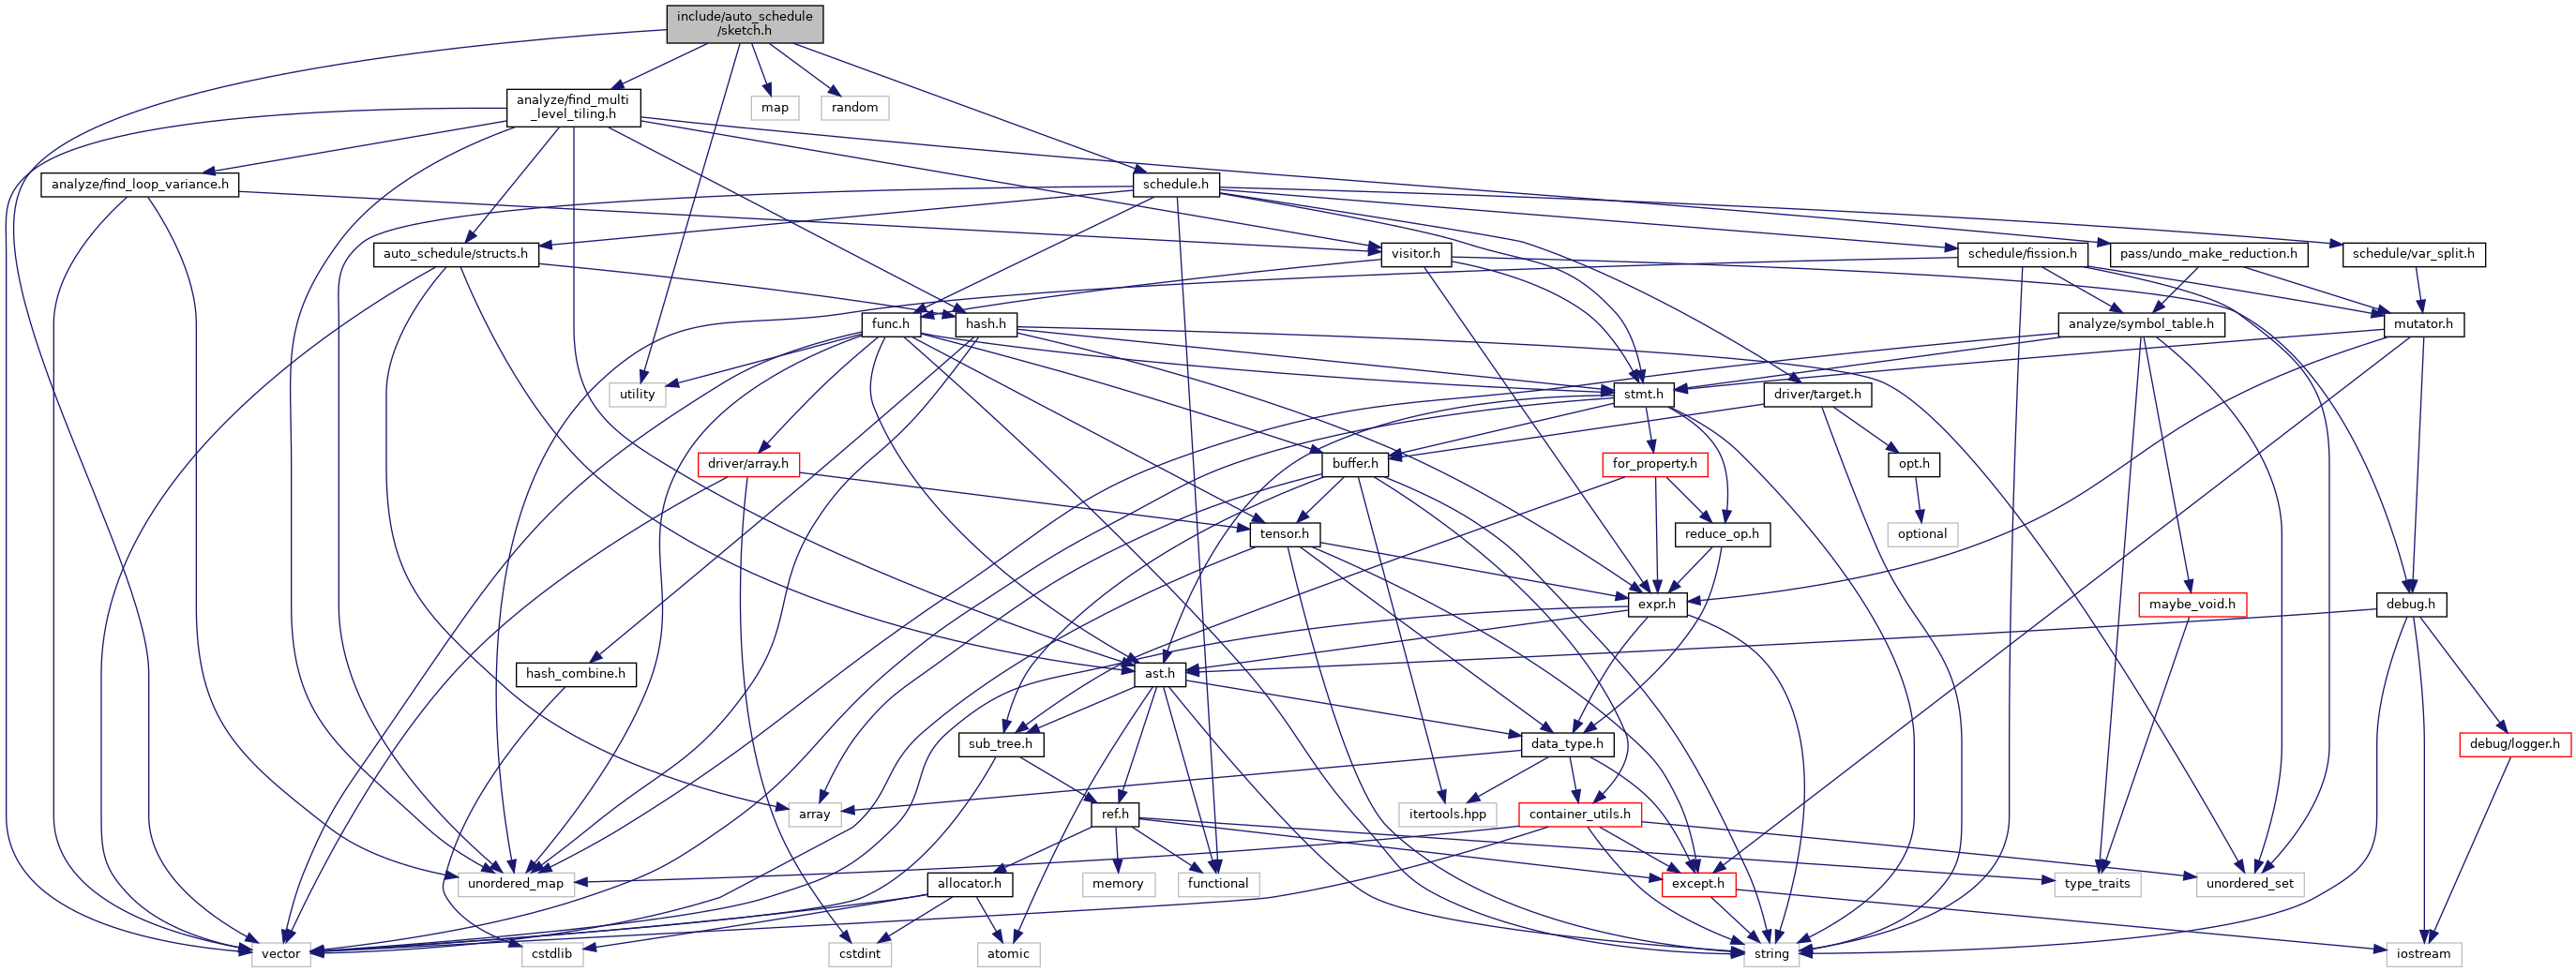 include/auto_schedule
/sketch.h
analyze/find_multi
_level_tiling.h
map
random
analyze/find_loop_variance.h
schedule.h
auto_schedule/structs.h
visitor.h
schedule/fission.h
pass/undo_make_reduction.h
schedule/var_split.h
func.h
hash.h
analyze/symbol_table.h
mutator.h
utility
stmt.h
driver/target.h
driver/array.h
buffer.h
for_property.h
opt.h
tensor.h
reduce_op.h
optional
expr.h
maybe_void.h
debug.h
hash_combine.h
ast.h
sub_tree.h
data_type.h
debug/logger.h
array
ref.h
itertools.hpp
container_utils.h
unordered_map
allocator.h
memory
functional
except.h
type_traits
unordered_set
vector
cstdlib
cstdint
atomic
string
iostream